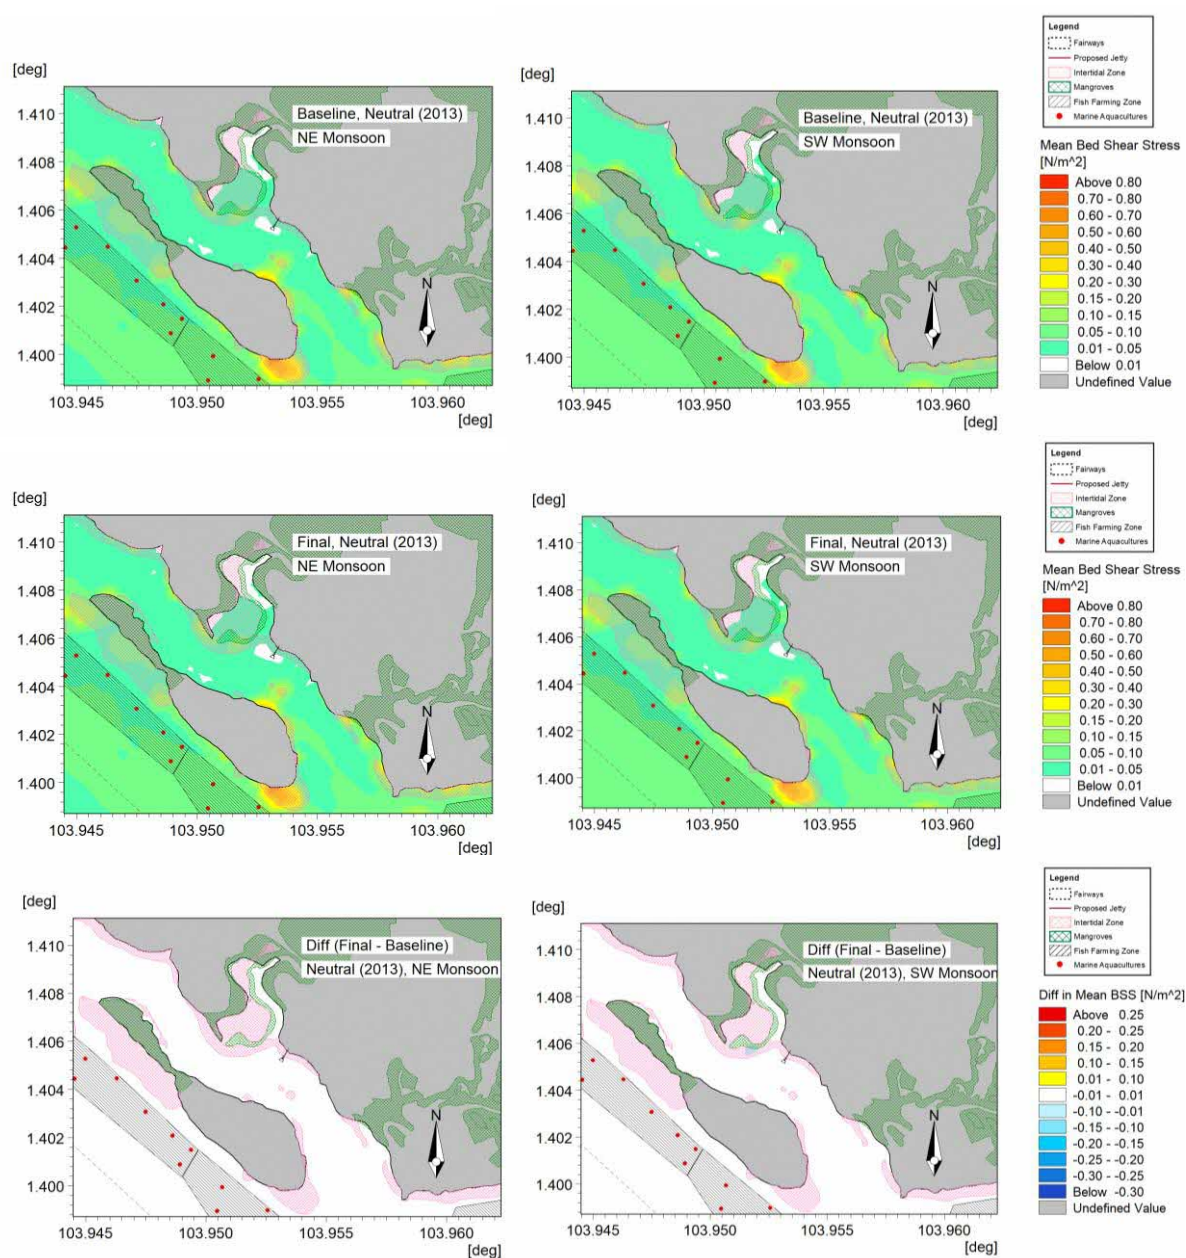 [deg]
1.410
1.408
1.406
1.404
1.402
1.400
103.945
103.950
103.955
103.960
[deg]
Baseline, Neutral (2013)
NE Monsoon
N
[deg]
1.410
1.408
1.406
1.404
1.402
1.400
103.945
103.950
103.955
103.960
[deg]
Baseline, Neutral (2013)
SW Monsoon
N
Legend
Fairways
Proposed Jetty
Intertidal Zone
Mangroves
Fish Farming Zone
Marine Aquacultures
Mean Bed Shear Stress
[N/m^2]
Above 0.80
0.70 - 0.80
0.60 - 0.70
0.50 - 0.60
0.40 - 0.50
0.30 - 0.40
0.20 - 0.30
0.15 - 0.20
0.10 - 0.15
0.05 - 0.10
0.01 - 0.05
Below 0.01
Undefined Value
[deg]
1.410
1.408
1.406
1.404
1.402
1.400
103.945
103.950
103.955
103.960
[deg]
Final, Neutral (2013)
NE Monsoon
N
[deg]
1.410
1.408
1.406
1.404
1.402
1.400
103.945
103.950
103.955
103.960
[deg]
Final, Neutral (2013)
SW Monsoon
N
Legend
Fairways
Proposed Jetty
Intertidal Zone
Mangroves
Fish Farming Zone
Marine Aquacultures
Mean Bed Shear Stress
[N/m^2]
Above 0.80
0.70 - 0.80
0.60 - 0.70
0.50 - 0.60
0.40 - 0.50
0.30 - 0.40
0.20 - 0.30
0.15 - 0.20
0.10 - 0.15
0.05 - 0.10
0.01 - 0.05
Below 0.01
Undefined Value
[deg]
1.410
1.408
1.406
1.404
1.402
1.400
103.945
103.950
103.955
103.960
[deg]
Diff (Final - Baseline)
Neutral (2013), NE Monsoon
N
[deg]
1.410
1.408
1.406
1.404
1.402
1.400
103.945
103.950
103.955
103.960
[deg]
Diff (Final - Baseline)
Neutral (2013), SW Monsoon
N
Legend
Fairways
Proposed Jetty
Intertidal Zone
Mangroves
Fish Farming Zone
Marine Aquacultures
Diff in Mean BSS [N/m^2]
Above 0.25
0.20 - 0.25
0.15 - 0.20
0.10 - 0.15
0.01 - 0.10
-0.01 - 0.01
-0.10 - -0.01
-0.15 - -0.10
-0.20 - -0.15
-0.25 - -0.20
-0.30 - -0.25
Below -0.30
Undefined Value